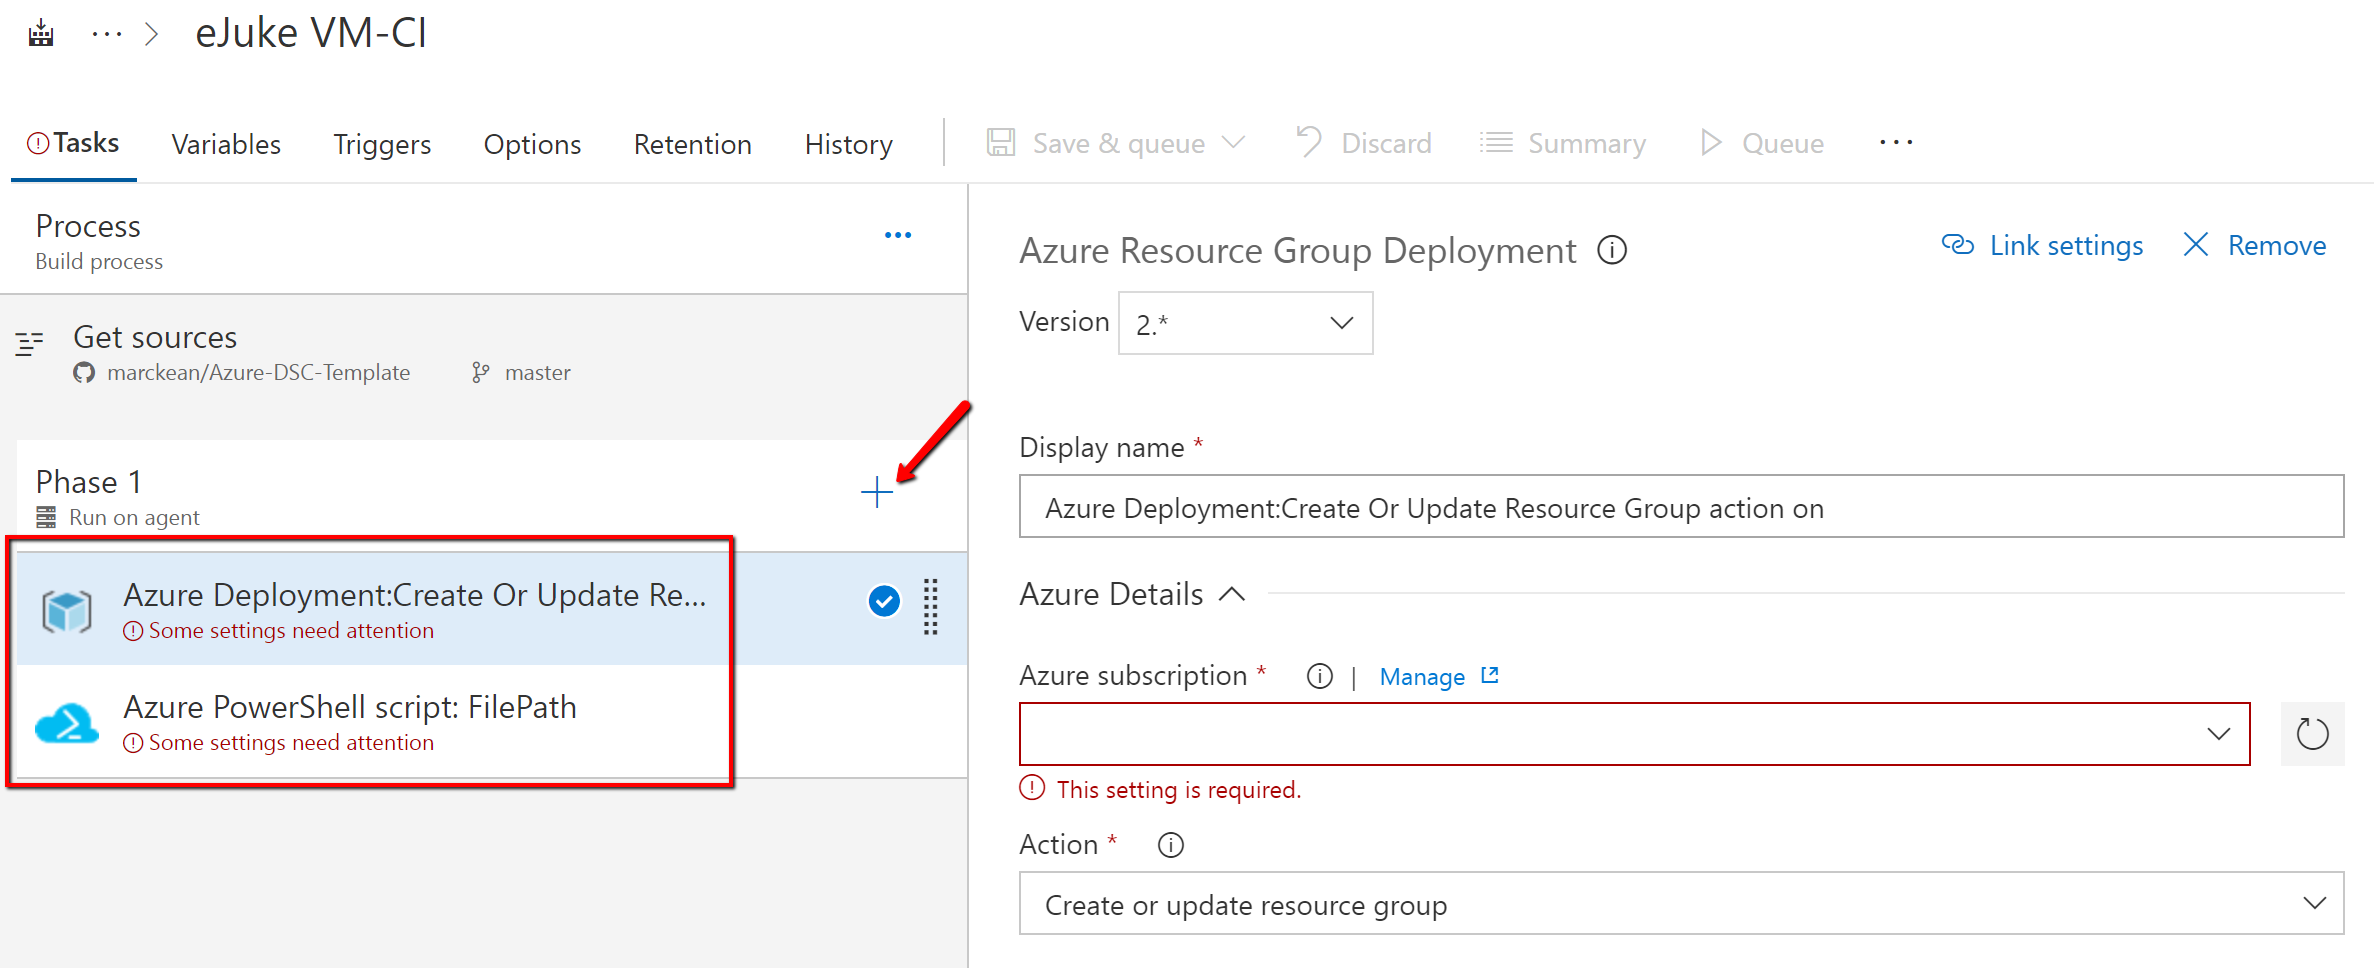 ... > eJuke VM-CI
Tasks Variables Triggers Options Retention History Save & queue Discard Summary Queue ...
Process ...
Build process
Get sources
marckean/Azure-DSC-Template master
Phase 1
Run on agent
Azure Deployment:Create Or Update Re...
Some settings need attention
Azure PowerShell script: FilePath
Some settings need attention
Azure Resource Group Deployment Link settings Remove
Version 2.*
Display name *
Azure Deployment:Create Or Update Resource Group action on
Azure Details
Azure subscription * | Manage
This setting is required.
Action *
Create or update resource group